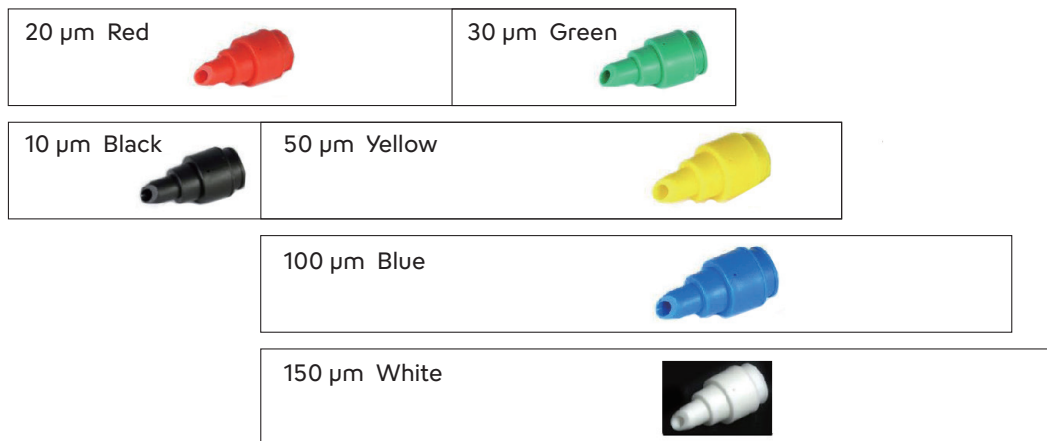 20 µm Red
30 µm Green
10 µm Black
50 µm Yellow
100 µm Blue
150 µm White